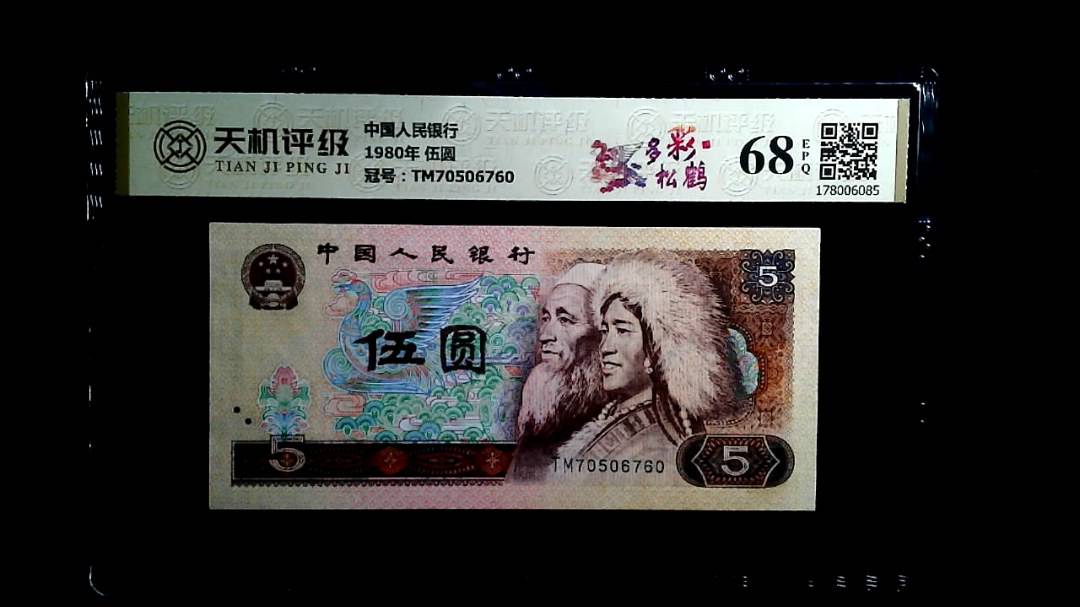 天机评级
TIAN JI PING JI
中国人民银行
1980年 伍圆
冠号：TM70506760
多彩
松鹤
68
EPQ
178006085
中国人民银行
5
伍圆
5
TM70506760
5